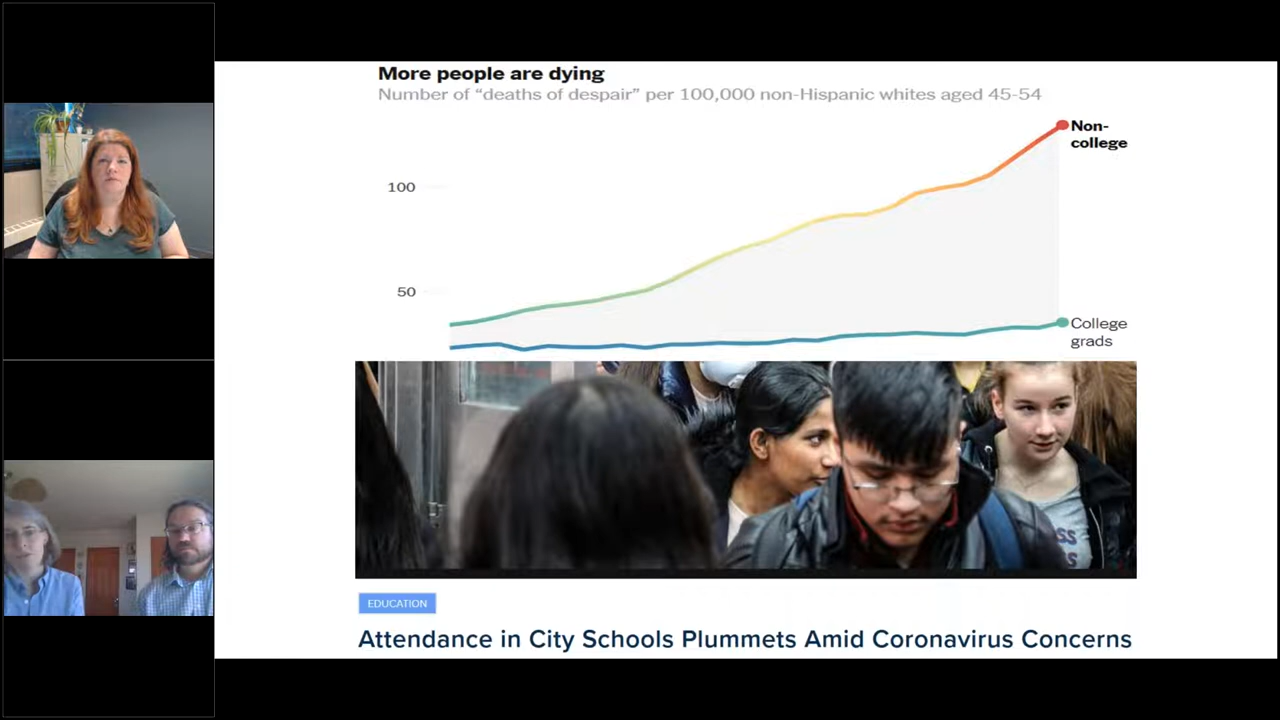 More people are dying
Number of “deaths of despair” per 100,000 non-Hispanic whites aged 45-54
Non-
college
100
50
College
grads
EDUCATION
Attendance in City Schools Plummets Amid Coronavirus Concerns